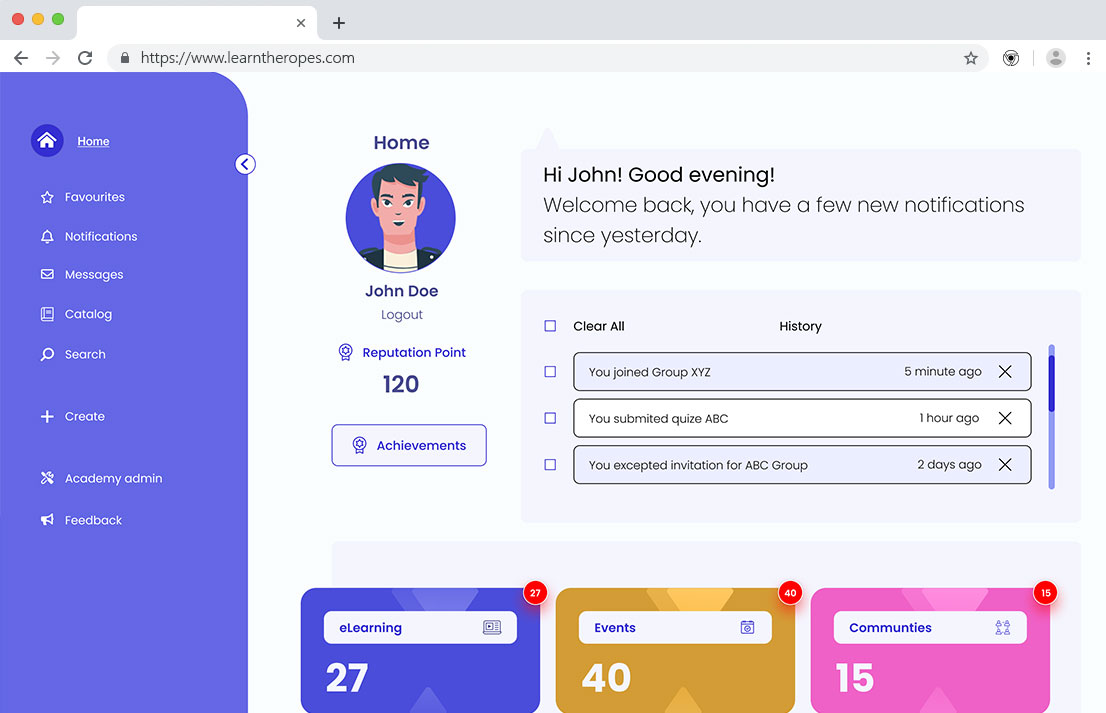 https://www.learntheropes.com
Home
Favourites
Notifications
Messages
Catalog
Search
Create
Academy admin
Feedback
Home
John Doe
Logout
Reputation Point
120
Achievements
Hi John! Good evening!
Welcome back, you have a few new notifications
since yesterday.
Clear All History
You joined Group XYZ 5 minute ago
You submited quize ABC 1 hour ago
You excepted invitation for ABC Group 2 days ago
27
eLearning
27
40
Events
40
15
Communties
15